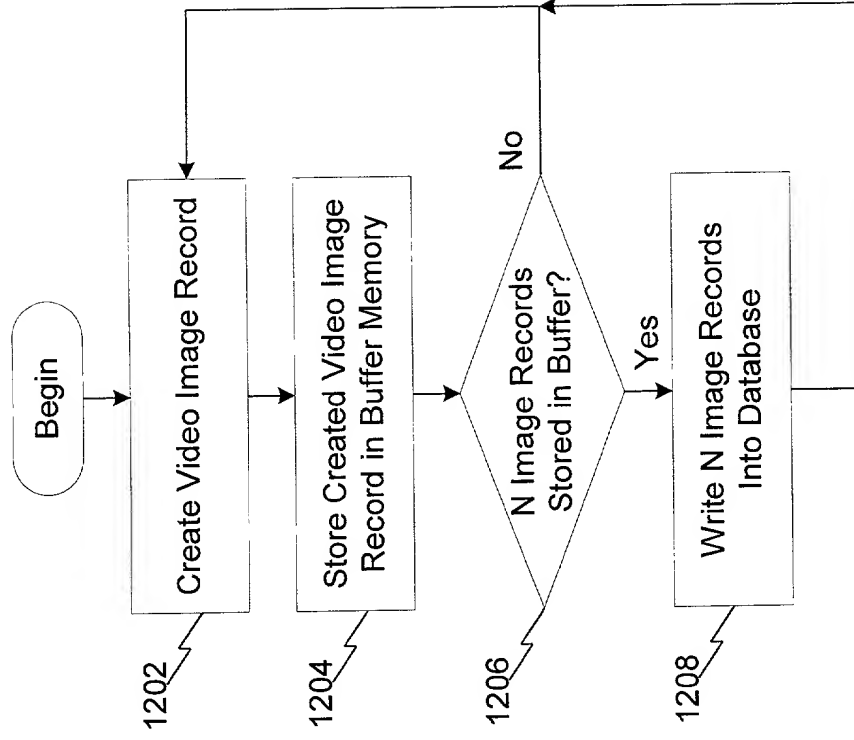 Begin
1202
Create Video Image Record
1204
Store Created Video Image
Record in Buffer Memory
1206
N Image Records
Stored in Buffer?
No
Yes
1208
Write N Image Records
Into Database